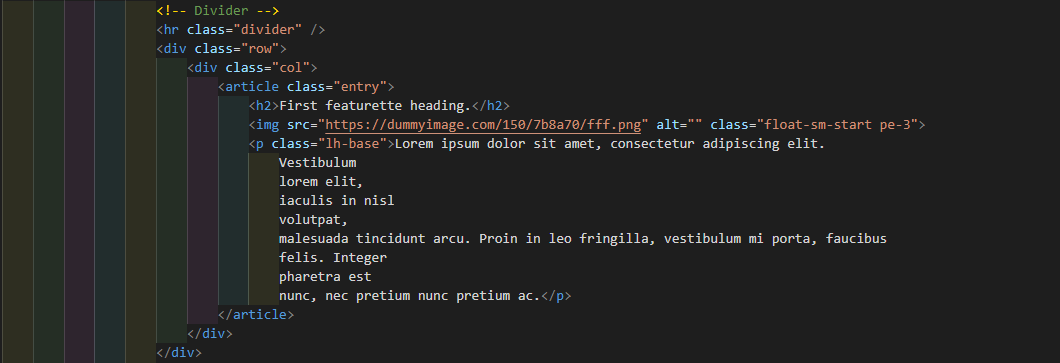 <!-- Divider -->
<hr class="divider" />
<div class="row">
<div class="col">
<article class="entry">
<h2>First featurette heading.</h2>
<img src="https://dummyimage.com/150/7b8a70/fff.png" alt="" class="float-sm-start pe-3">
<p class="lh-base">Lorem ipsum dolor sit amet, consectetur adipiscing elit.
Vestibulum
lorem elit,
iaculis in nisl
volutpat,
malesuada tincidunt arcu. Proin in leo fringilla, vestibulum mi porta, faucibus
felis. Integer
pharetra est
nunc, nec pretium nunc pretium ac.</p>
</article>
</div>
</div>